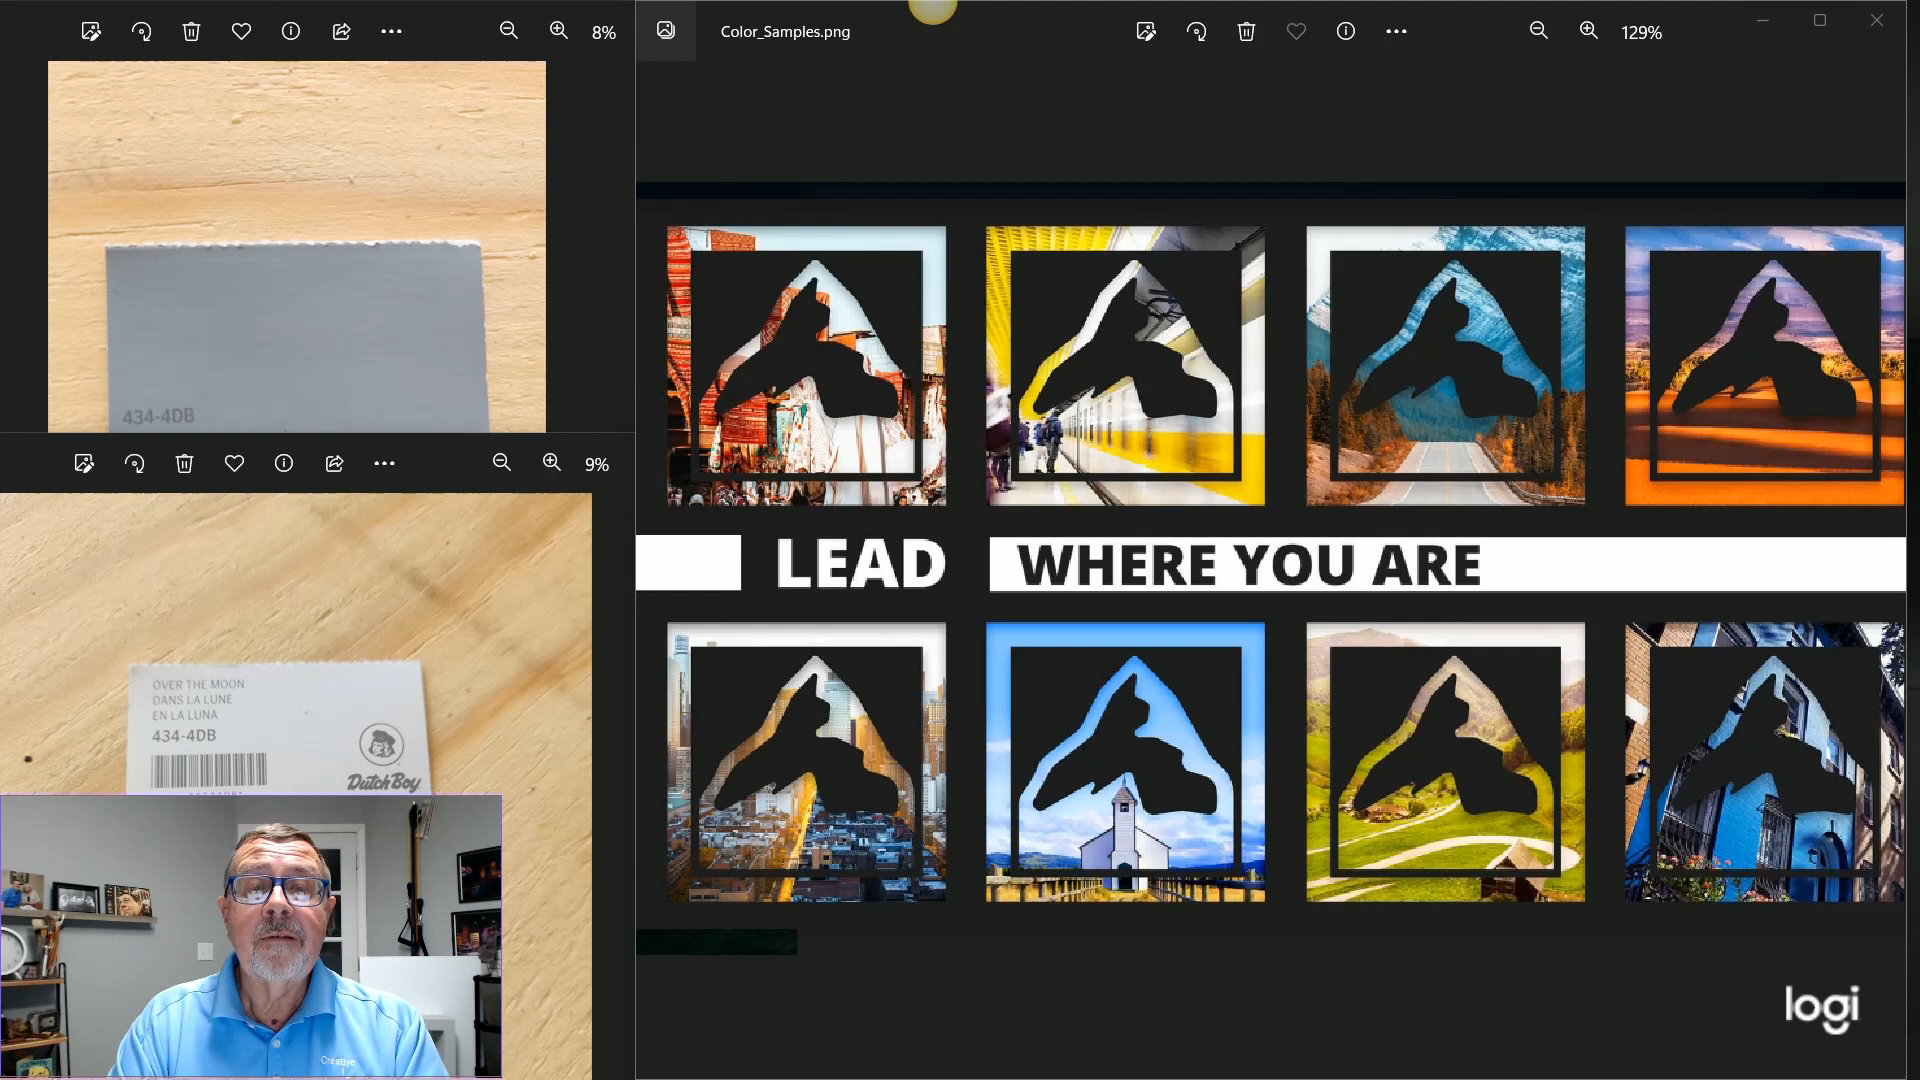 8%
Color_Samples.png
129%
434-4DB
9%
OVER THE MOON
DANS LA LUNE
EN LA LUNA
434-4DB
Dutch Boy
LEAD WHERE YOU ARE
Creative
logi